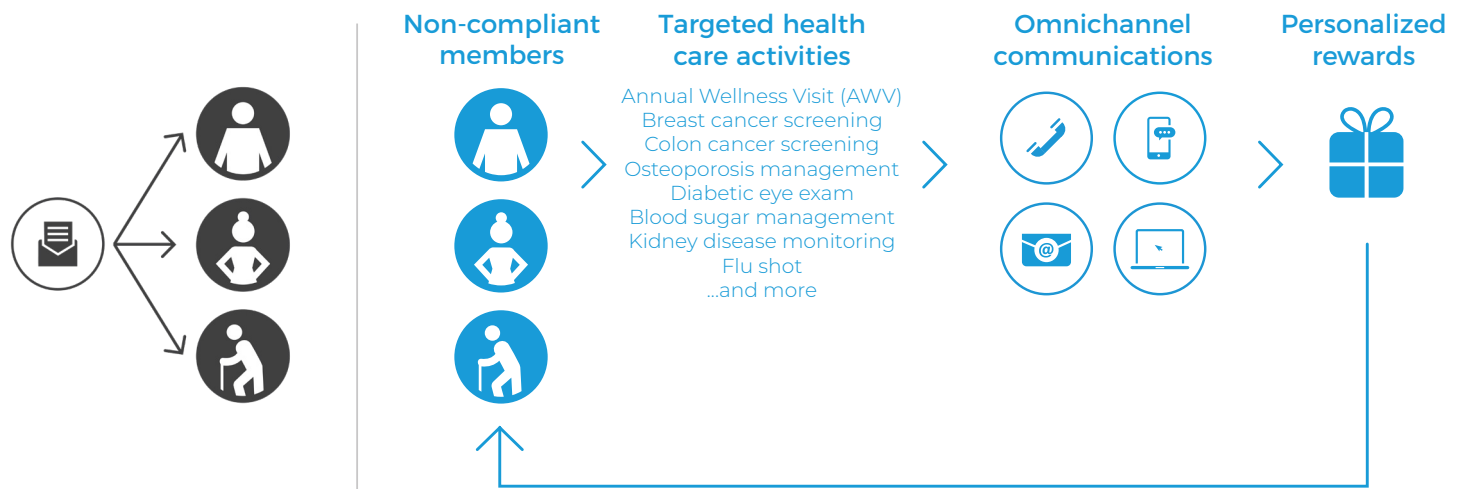 Non-compliant
members
Targeted health
care activities
Annual Wellness Visit (AWV)
Breast cancer screening
Colon cancer screening
Osteoporosis management
Diabetic eye exam
Blood sugar management
Kidney disease monitoring
Flu shot
...and more
Omnichannel
communications
@
Personalized
rewards